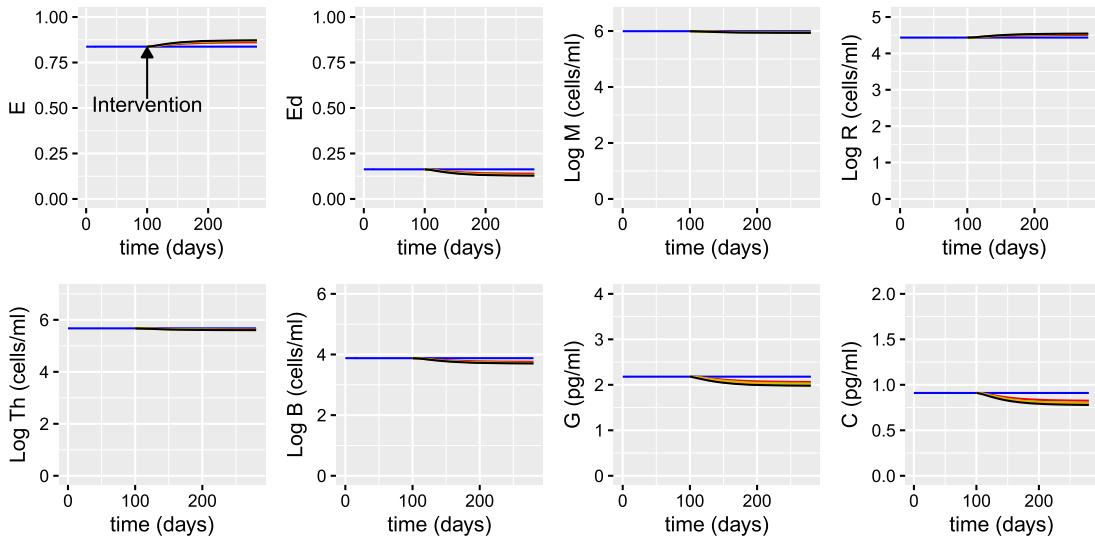 1.00
0.75
0.50
0.25
0.00
E
Intervention
0 100 200
time (days)
1.00
0.75
0.50
0.25
0.00
Ed
0 100 200
time (days)
6
4
2
0
Log M (cells/ml)
0 100 200
time (days)
5
4
3
2
1
0
Log R (cells/ml)
0 100 200
time (days)
6
4
2
0
Log Th (cells/ml)
0 100 200
time (days)
6
4
2
0
Log B (cells/ml)
0 100 200
time (days)
4
3
2
1
0
G (pg/ml)
0 100 200
time (days)
2.0
1.5
1.0
0.5
0.0
C (pg/ml)
0 100 200
time (days)